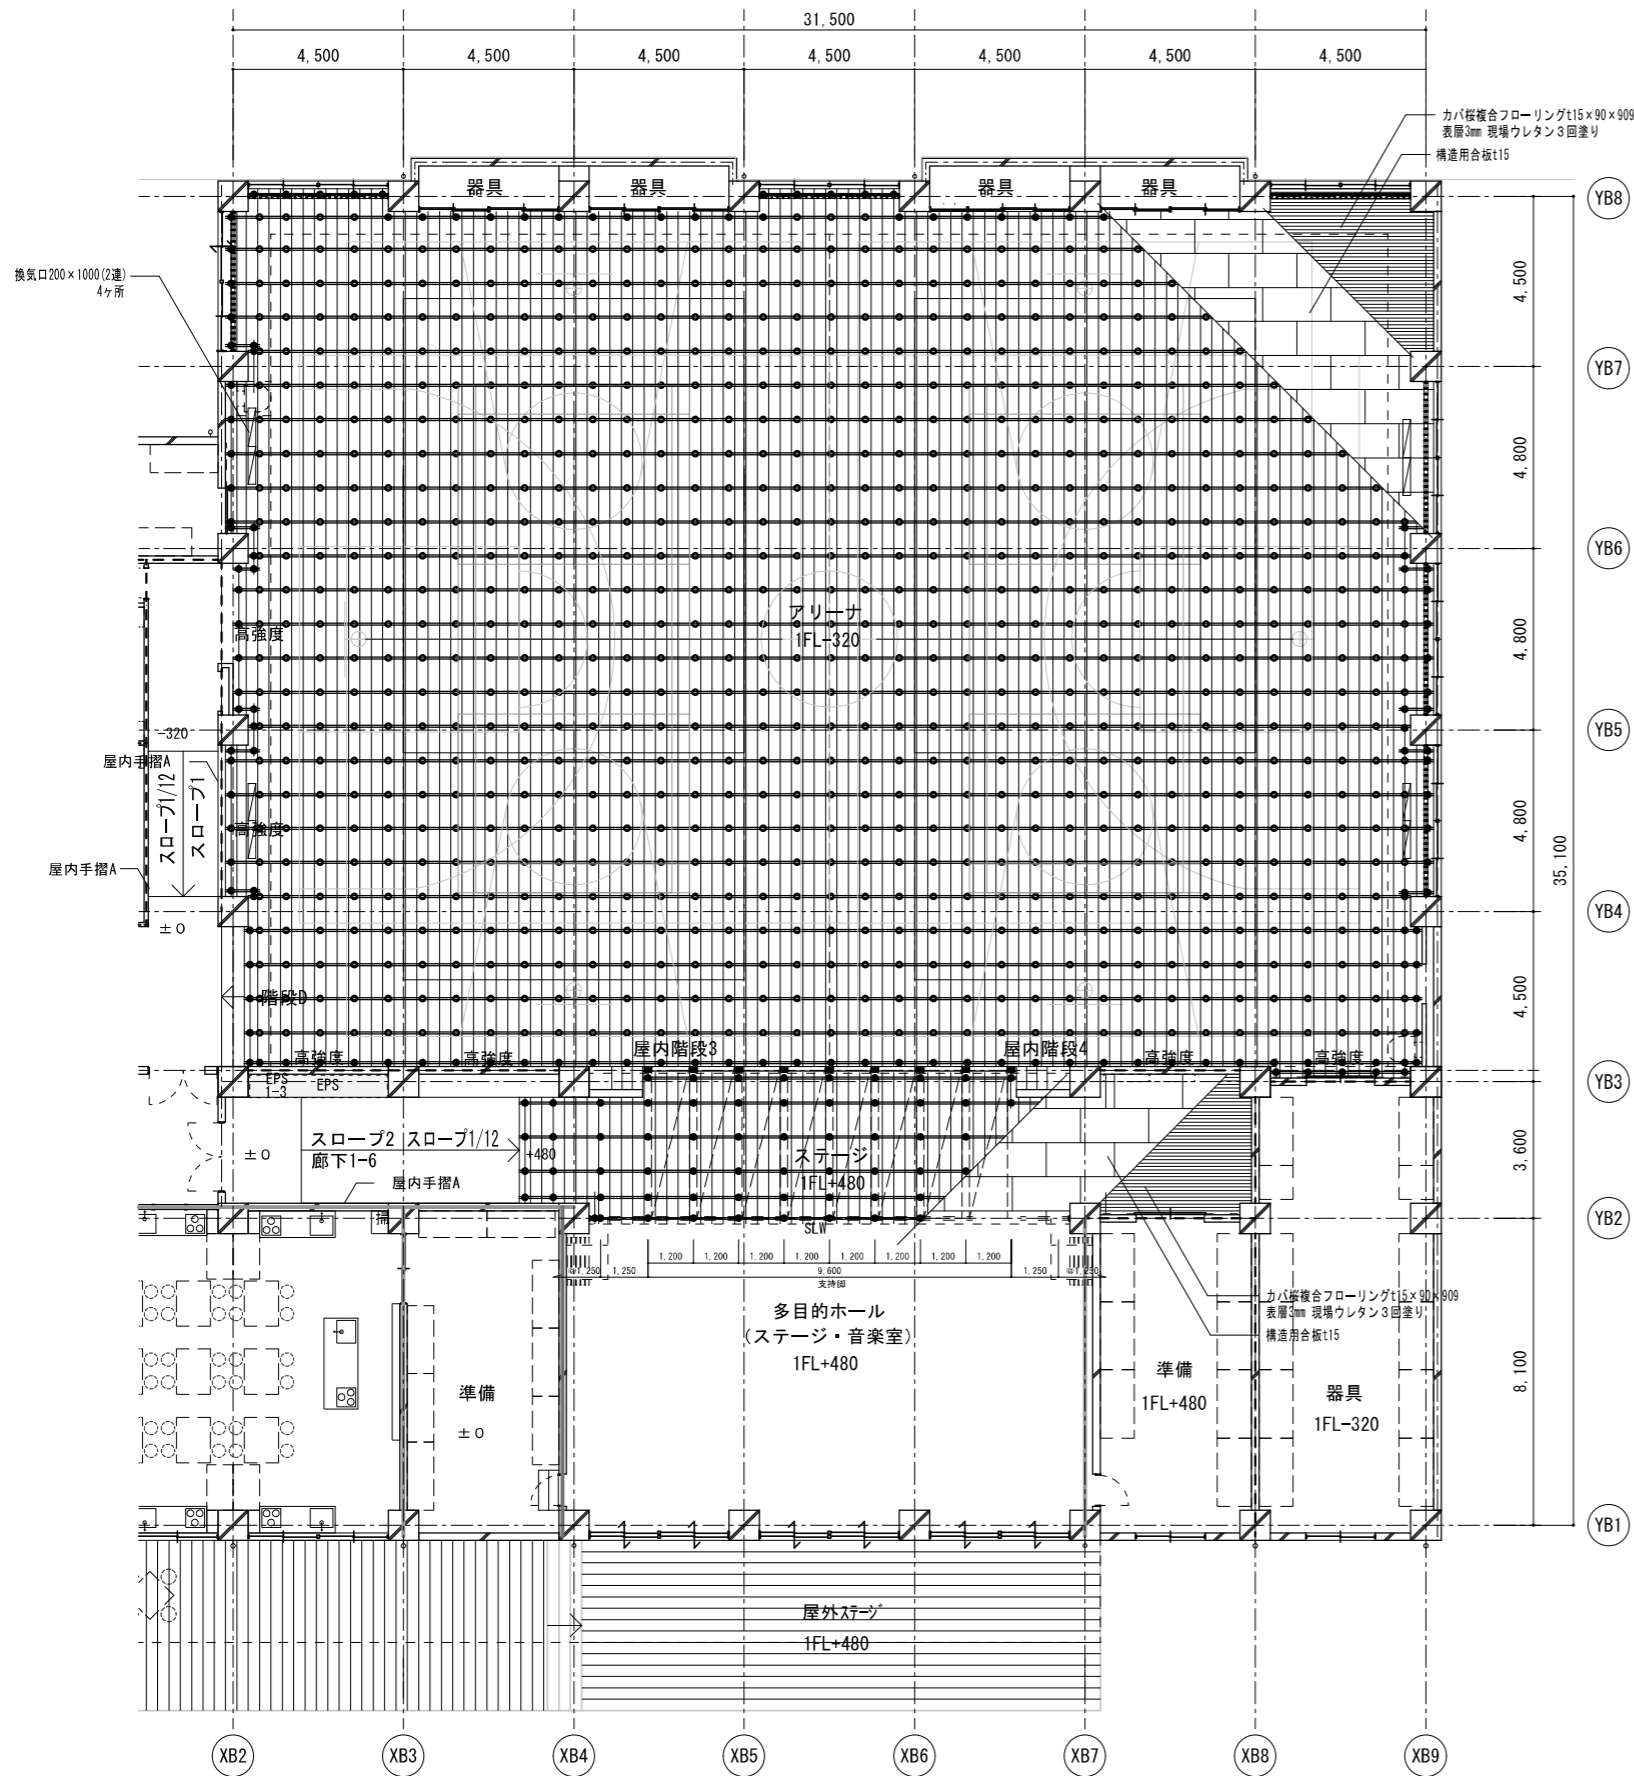 31,500
4,500
4,500
4,500
4,500
4,500
4,500
4,500
カバ桜複合フローリングt15×90×909
表層3mm 現場ウレタン３回塗り
構造用合板t15
器具
器具
器具
器具
YB8
換気口200×1000(2連)
4ヶ所
4,500
YB7
4,800
YB6
アリーナ
1FL-320
高強度
4,800
-320
屋内手摺A
YB5
スロープ1/12
スロープ1
高強度
4,800
35,100
屋内手摺A
±0
YB4
階段D
4,500
高強度
高強度
屋内階段3
屋内階段4
高強度
高強度
EPS
1-3
EPS
YB3
±0
スロープ2
スロープ1/12
廊下1-6
+480
ステージ
1FL+480
3,600
屋内手摺A
掃
SLW
YB2
1,200
1,200
1,200
1,200
1,200
1,200
1,200
1,200
@1,250
1,250
9,600
1,250
@1,250
支持脚
カバ桜複合フローリングt15×90×909
表層3mm 現場ウレタン３回塗り
構造用合板t15
多目的ホール
(ステージ・音楽室)
1FL+480
準備
±0
準備
1FL+480
器具
1FL-320
8,100
YB1
屋外ステージ
1FL+480
XB2
XB3
XB4
XB5
XB6
XB7
XB8
XB9